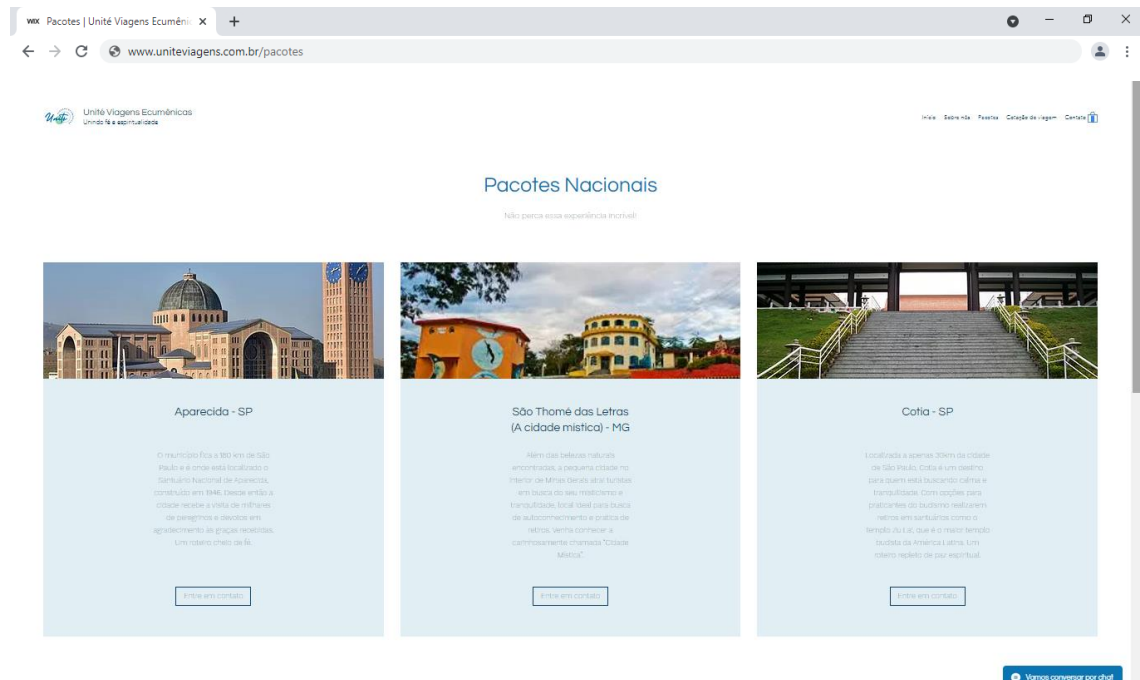 WIX Pacotes | Unité Viagens Ecumêni
www.uniteviagens.com.br/pacotes
Unité
Unité Viagens Ecumênicas
Unindo fé e espiritualidade
Início Sobre nós Pacotes Cotação de viagem Contato
Pacotes Nacionais
Não perca essa experiência incrível!
Aparecida - SP
O município fica a 180 km de São
Paulo e é onde está localizado o
Santuário Nacional de Aparecida,
construído em 1946. Desde então a
cidade recebe a visita de milhares
de peregrinos e devotos em
agradecimento às graças recebidas.
Um roteiro cheio de fé.
Entre em contato
São Thomé das Letras
(A cidade mística) - MG
Além das belezas naturais
encontradas, a pequena cidade no
interior de Minas Gerais atrai turistas
em busca do seu misticismo e
tranquilidade, local ideal para busca
de autoconhecimento e prática de
retiros. Venha conhecer a
carinhosamente chamada "Cidade
Mística".
Entre em contato
Cotia - SP
Localizada a apenas 30km da cidade
de São Paulo, Cotia é um destino
para quem está buscando calma e
tranquilidade. Com opções para
praticantes do budismo realizarem
retiros em santuários como o
Templo Zu Lai, que é o maior templo
budista da América Latina. Um
roteiro repleto de paz espiritual.
Entre em contato
Vamos conversar por chat